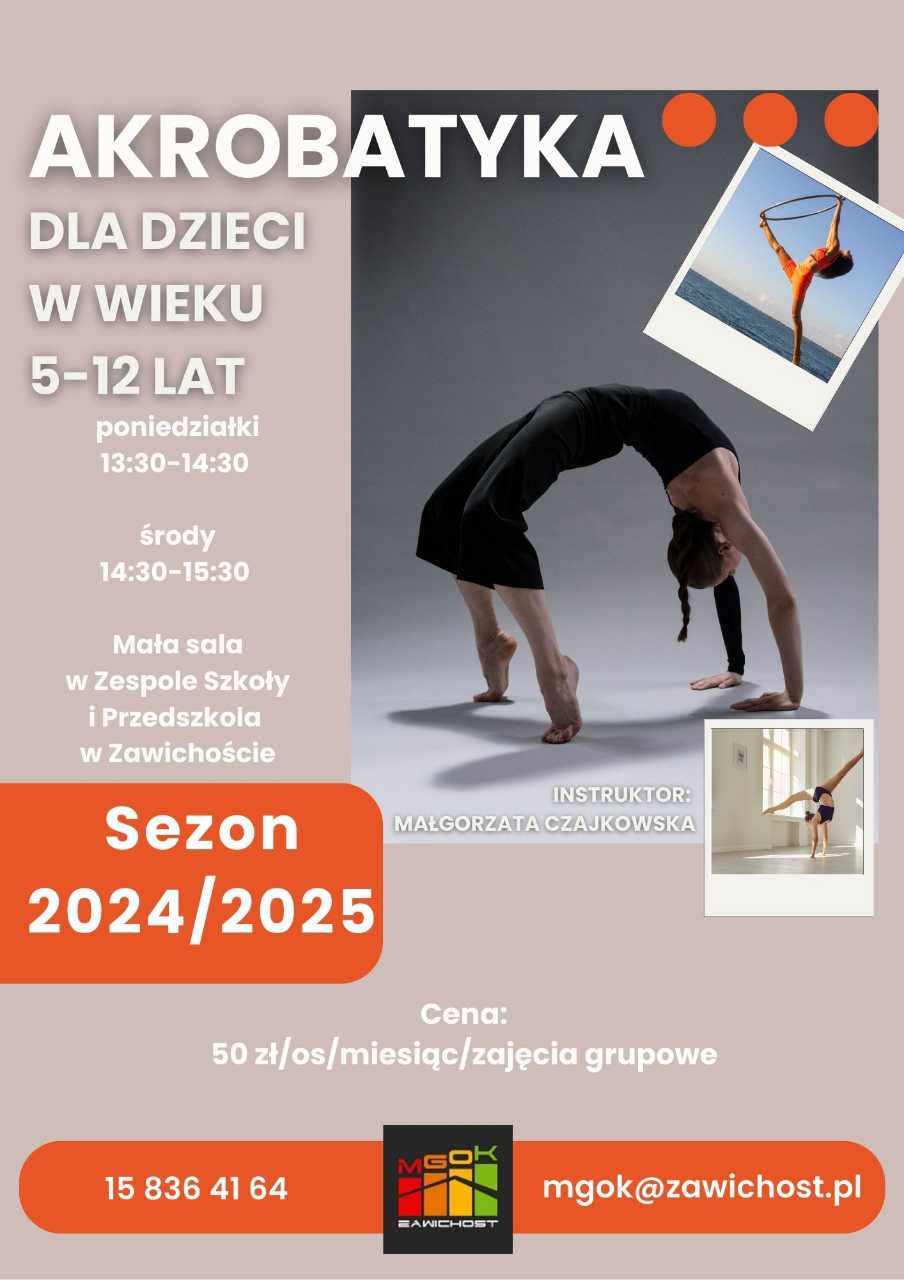 AKROBATYKA
DLA DZIECI
W WIEKU
5-12 LAT
poniedziałki
13:30-14:30
środy
14:30-15:30
Mała sala
w Zespole Szkoły
i Przedszkola
w Zawichoście
INSTRUKTOR:
MAŁGORZATA CZAJKOWSKA
Sezon
2024/2025
Cena:
50 zł/os/miesiąc/zajęcia grupowe
15 836 41 64
MGOK
ZAWICHOST
mgok@zawichost.pl